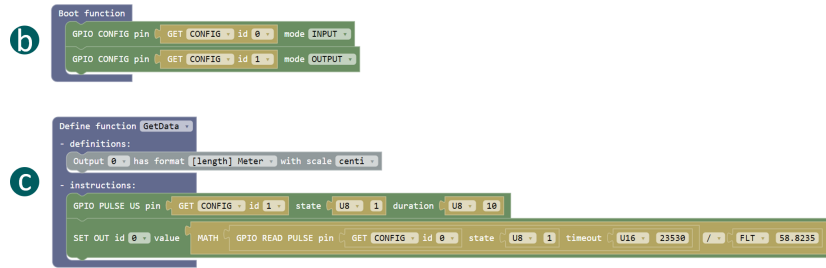 b
Boot function
GPIO CONFIG pin GET CONFIG id 0 mode INPUT
GPIO CONFIG pin GET CONFIG id 1 mode OUTPUT
c
Define function GetData
- definitions:
Output 0 has format [length] Meter with scale centi
- instructions:
GPIO PULSE US pin GET CONFIG id 1 state U8 1 duration U8 10
SET OUT id 0 value MATH GPIO READ PULSE pin GET CONFIG id 0 state U8 1 timeout U16 23530 / FLT 58.8235